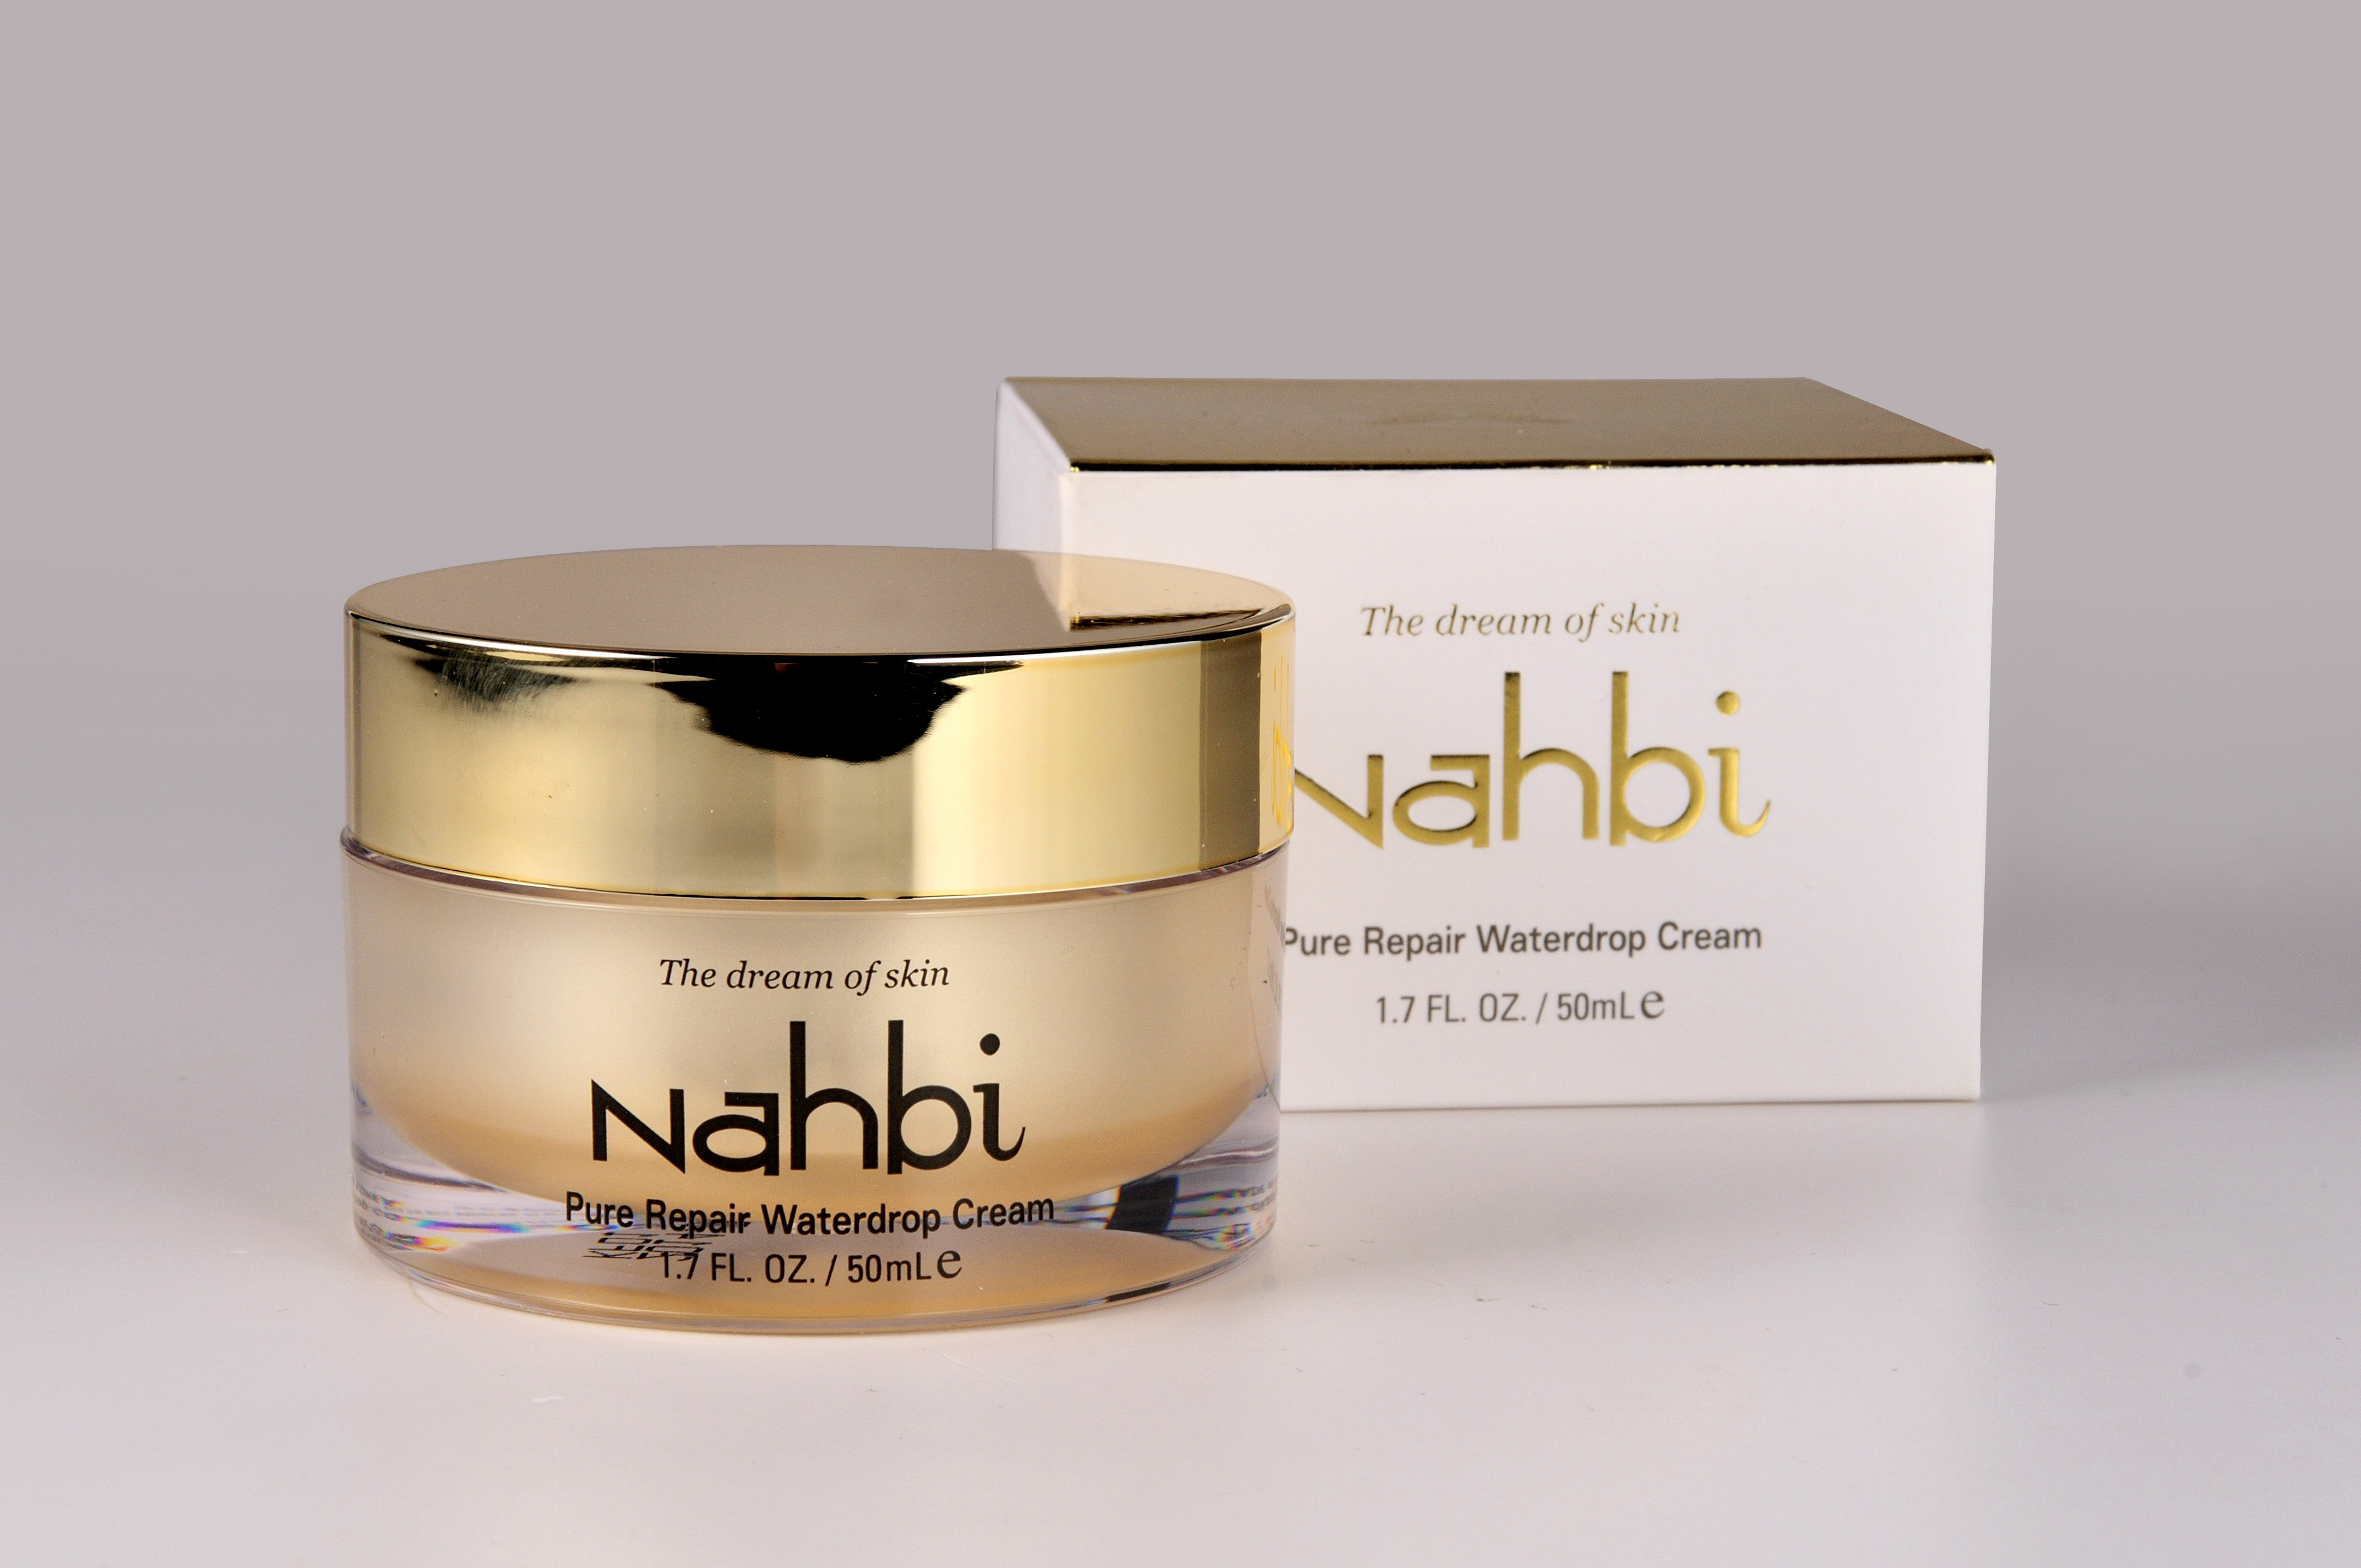 The dream of skin
Nahbi
Pure Repair Waterdrop Cream
1.7 FL. OZ. / 50mL e
The dream of skin
Nahbi
Pure Repair Waterdrop Cream
1.7 FL. OZ. / 50mL e